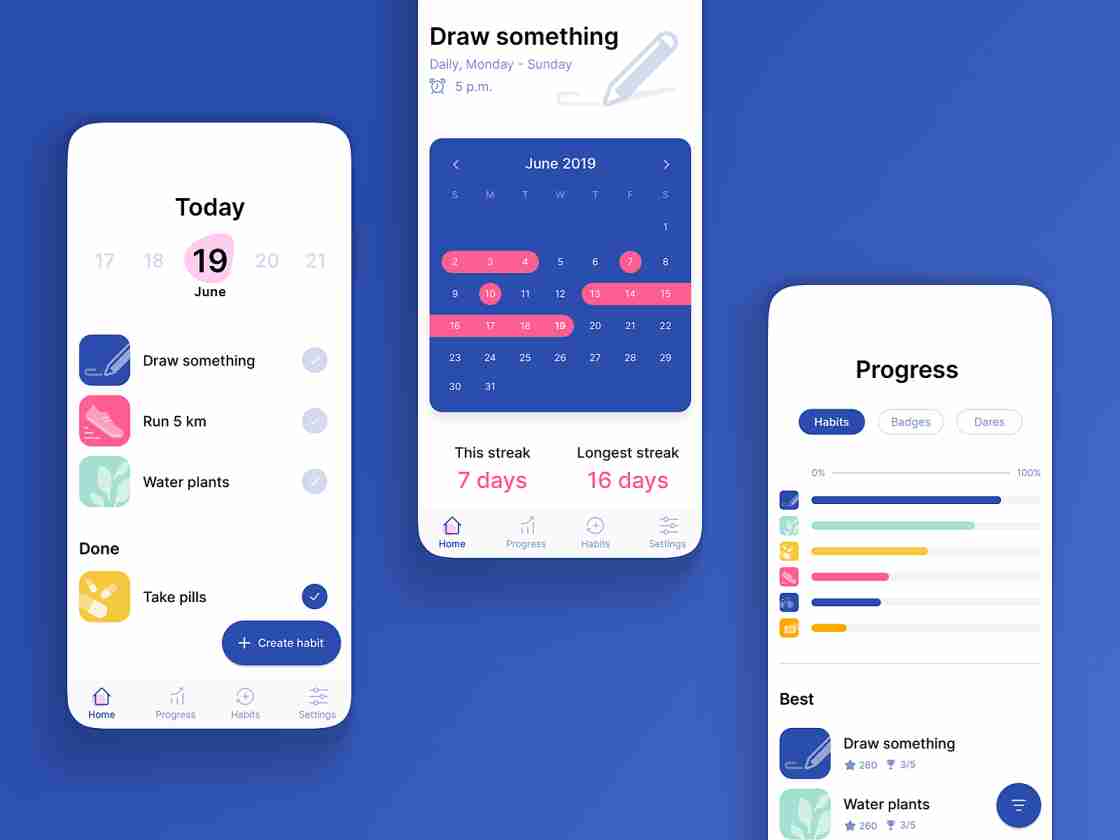 Today
17 18 19 20 21
June
Draw something
Run 5 km
Water plants
Done
Take pills
+ Create habit
Home Progress Habits Settings
Draw something
Daily, Monday - Sunday
5 p.m.
June 2019
S M T W T F S
1
2 3 4 5 6 7 8
9 10 11 12 13 14 15
16 17 18 19 20 21 22
23 24 25 26 27 28 29
30 31
This streak Longest streak
7 days 16 days
Home Progress Habits Settings
Progress
Habits Badges Dares
0% 100%
Best
Draw something
280 3/5
Water plants
260 3/5